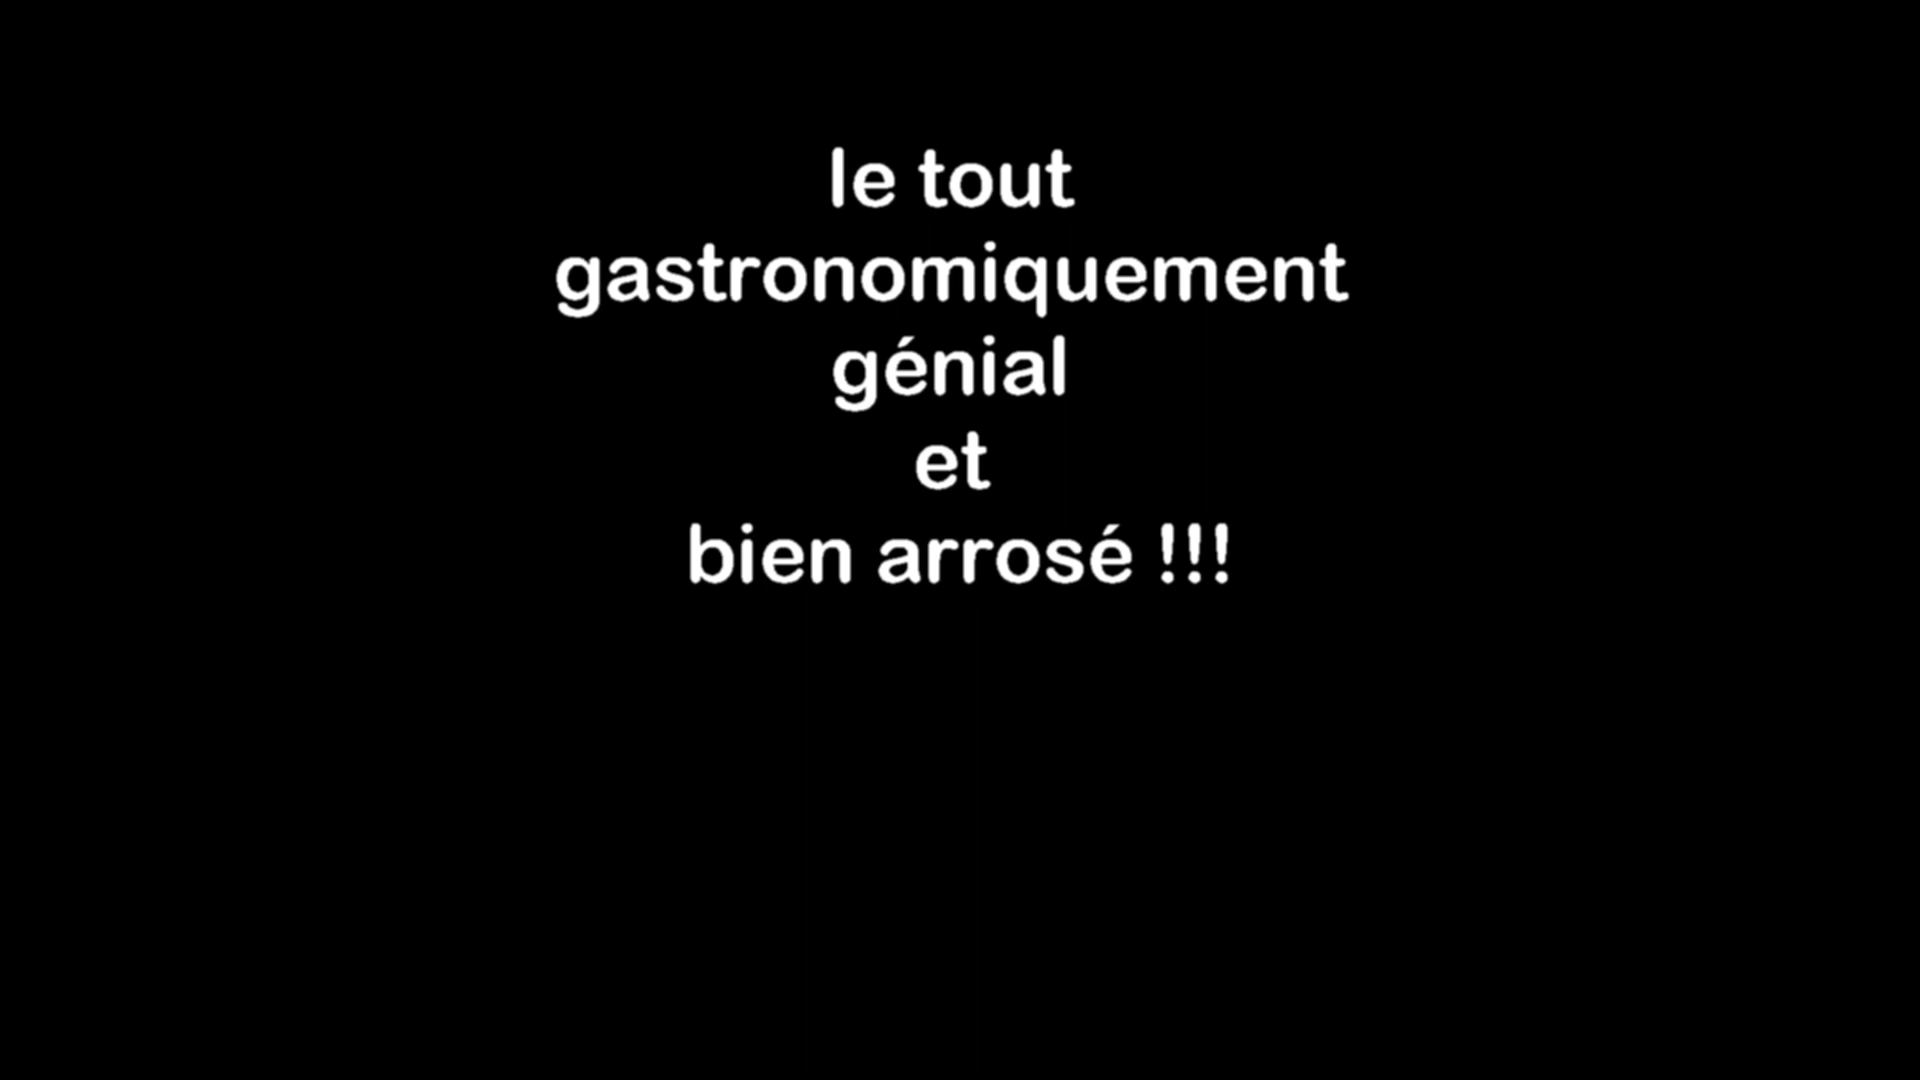 le tout
gastronomiquement
génial
et
bien arrosé !!!